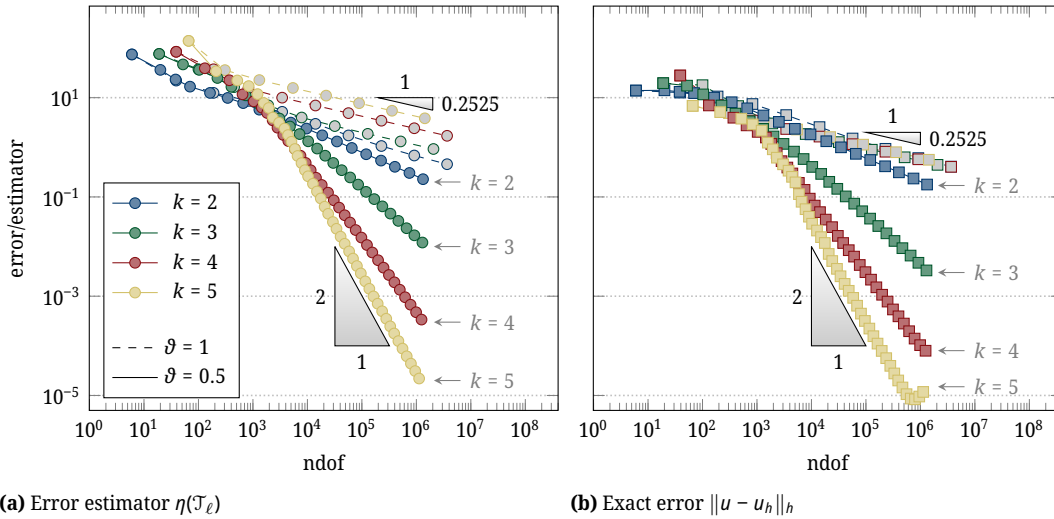 10^1
10^{-1}
10^{-3}
10^{-5}
error/estimator
10^0 10^1 10^2 10^3 10^4 10^5 10^6 10^7 10^8
ndof
k = 2
k = 3
k = 4
k = 5
ϑ = 1
ϑ = 0.5
1
0.2525
2
1
k = 2
k = 3
k = 4
k = 5
(a) Error estimator η(𝒯_ℓ)
1
0.2525
2
1
k = 2
k = 3
k = 4
k = 5
10^0 10^1 10^2 10^3 10^4 10^5 10^6 10^7 10^8
ndof
(b) Exact error ||u − u_h||_h